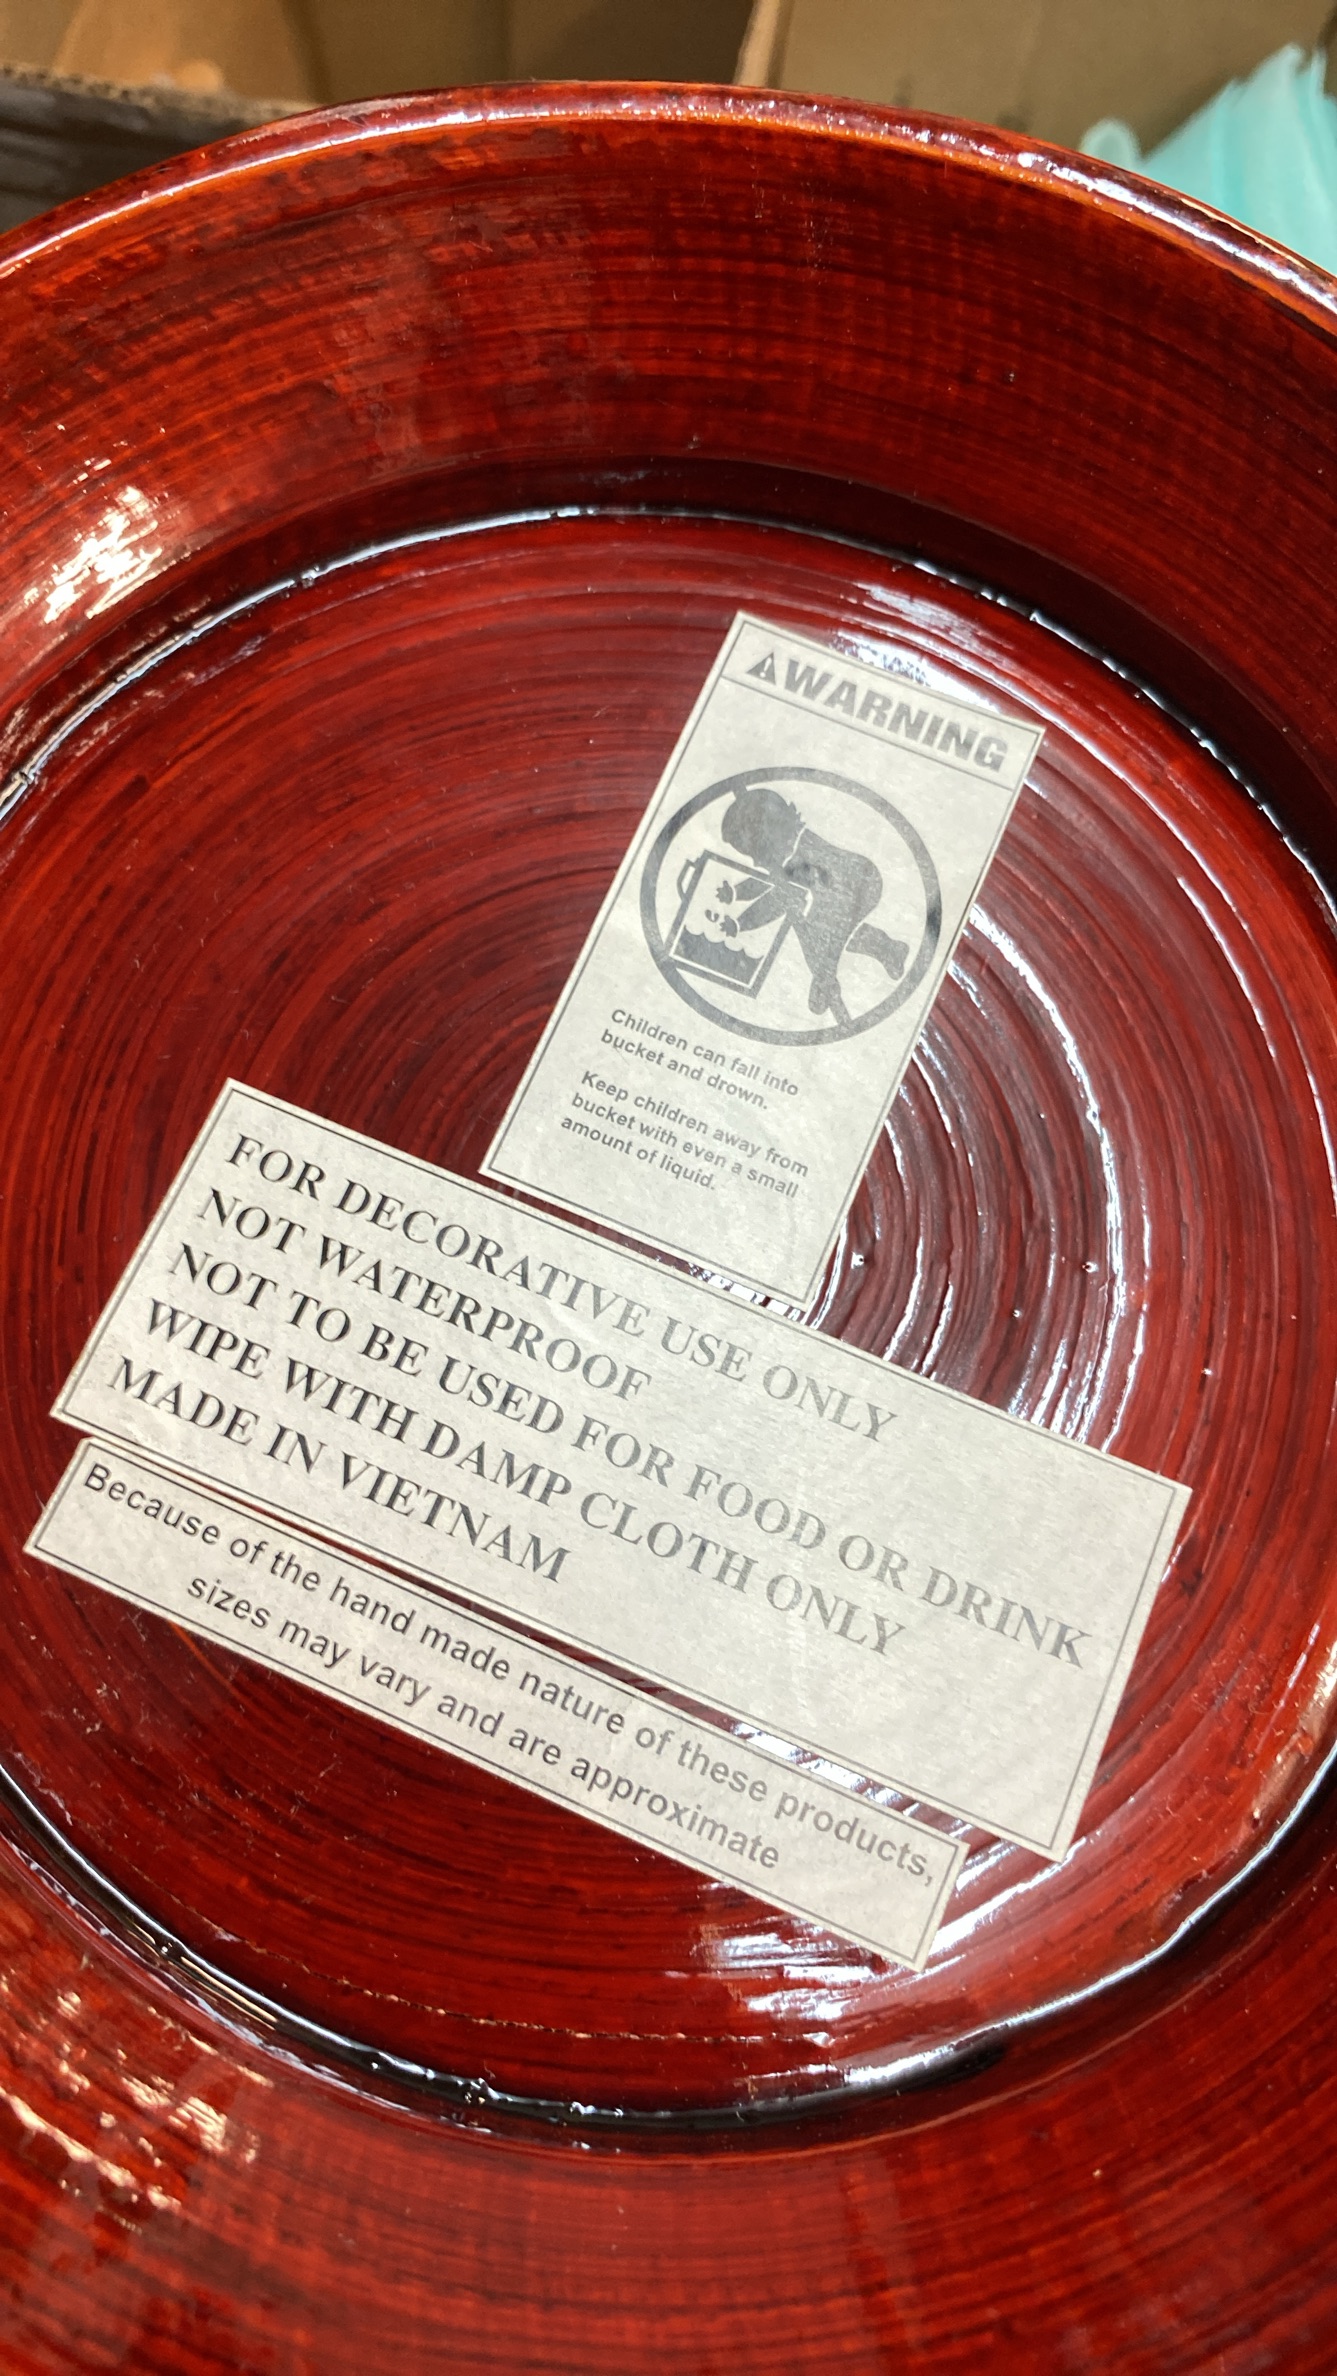 WARNING
Children can fall into
bucket and drown.
Keep children away from
bucket with even a small
amount of liquid.
FOR DECORATIVE USE ONLY
NOT WATERPROOF
NOT TO BE USED FOR FOOD OR DRINK
WIPE WITH DAMP CLOTH ONLY
MADE IN VIETNAM
Because of the hand made nature of these products,
sizes may vary and are approximate